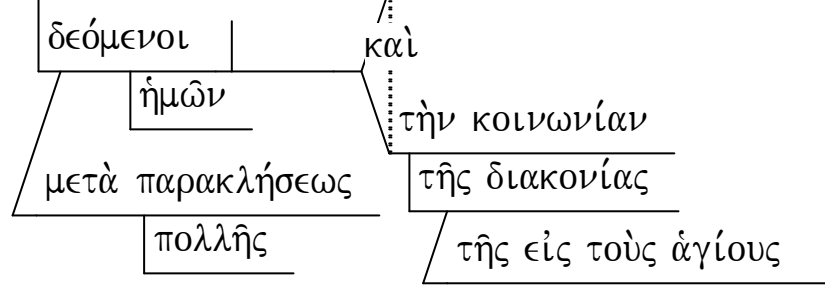 δεόμενοι
καὶ
ἡμῶν
τὴν κοινωνίαν
μετὰ παρακλήσεως
τῆς διακονίας
πολλῆς
τῆς εἰς τοὺς ἁγίους